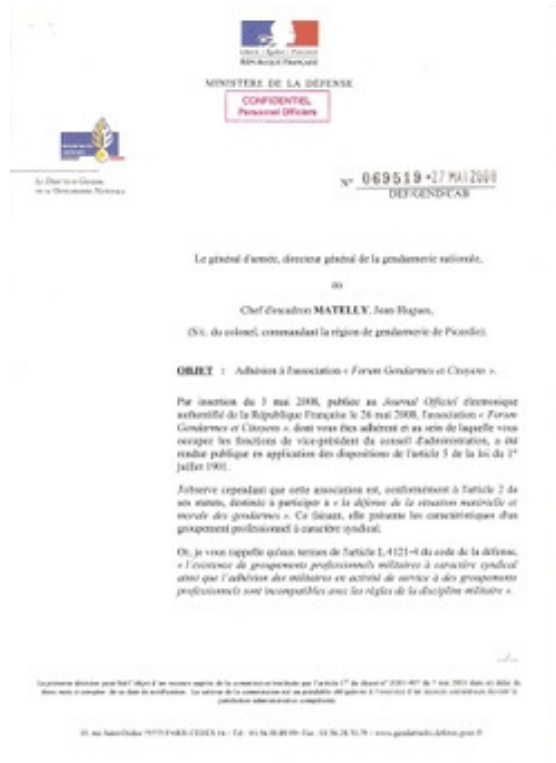 RÉPUBLIQUE FRANÇAISE
MINISTÈRE DE LA DÉFENSE
CONFIDENTIEL
Personnel Officiers
N° 069519 *27 MAI 2008
DEF/GEND/CAB
Le général d'armée, directeur général de la gendarmerie nationale,
au
Chef d'escadron MATELLY, Jean-Hugues,
(S/c. du colonel, commandant la région de gendarmerie de Picardie).
OBJET : Adhésion à l'association « Forum Gendarmes et Citoyens ».
Par insertion du 3 mai 2008, publiée au Journal Officiel électronique
authentifié de la République Française le 26 mai 2008, l'association « Forum
Gendarmes et Citoyens », dont vous êtes adhérent et au sein de laquelle vous
occupez les fonctions de vice-président du conseil d'administration, a été
rendue publique en application des dispositions de l'article 5 de la loi du 1er
juillet 1901.
J'observe cependant que cette association est, conformément à l'article 2 de
ses statuts, destinée à participer à « la défense de la situation matérielle et
morale des gendarmes ». Ce faisant, elle présente les caractéristiques d'un
groupement professionnel à caractère syndical.
Or, je vous rappelle qu'aux termes de l'article L.4121-4 du code de la défense,
« l'existence de groupements professionnels militaires à caractère syndical
ainsi que l'adhésion des militaires en activité de service à des groupements
professionnels sont incompatibles avec les règles de la discipline militaire ».